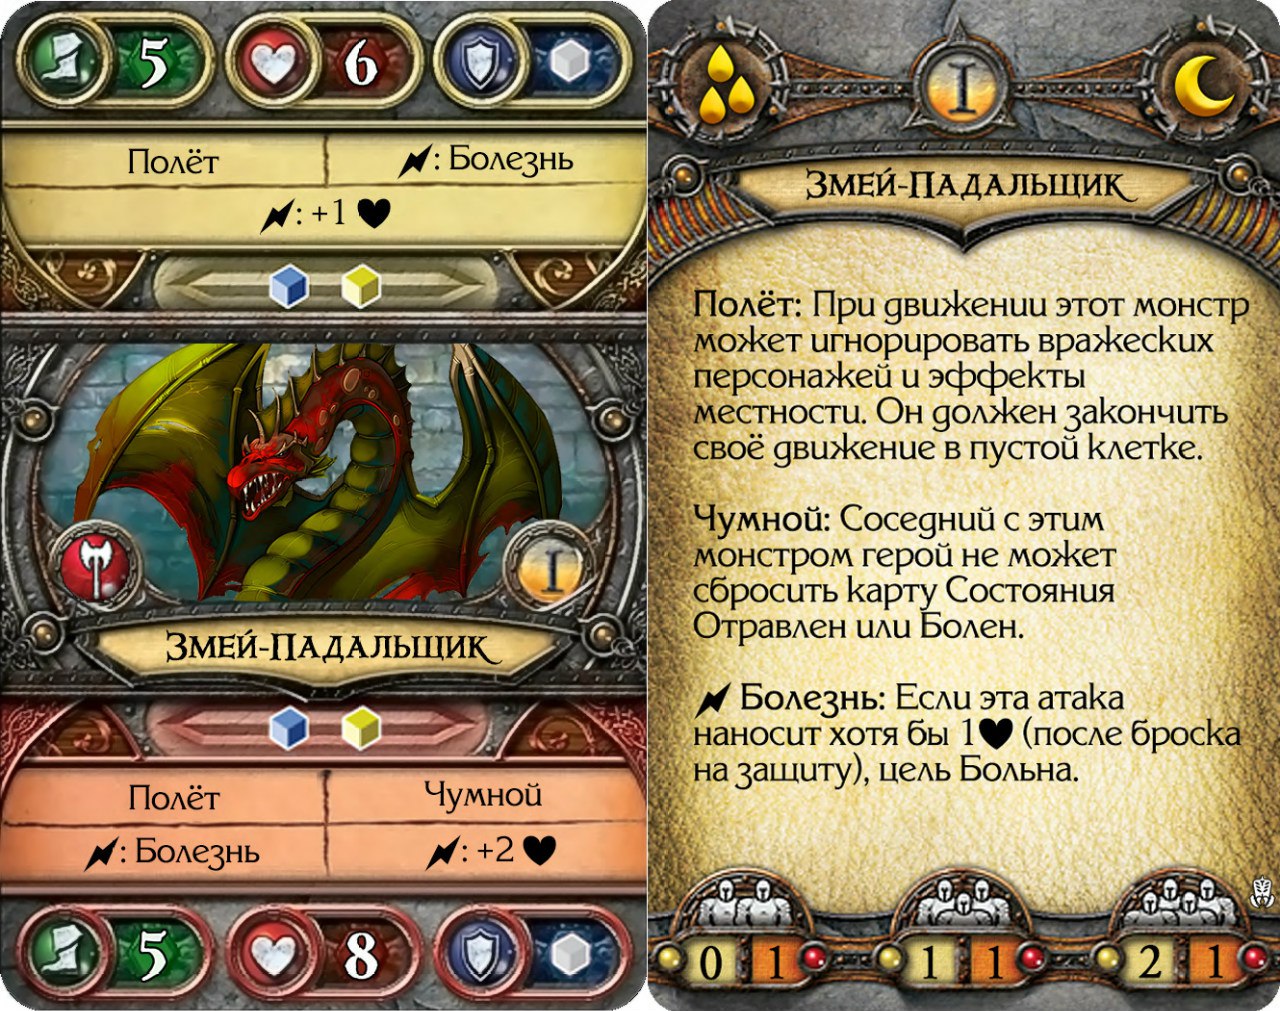 5 6
Полёт : Болезнь
: +1
I
Змей-Падальщик
Полёт Чумной
: Болезнь : +2
5 8
I
Змей-Падальщик
Полёт: При движении этот монстр
может игнорировать вражеских
персонажей и эффекты
местности. Он должен закончить
своё движение в пустой клетке.
Чумной: Соседний с этим
монстром герой не может
сбросить карту Состояния
Отравлен или Болен.
Болезнь: Если эта атака
наносит хотя бы 1 (после броска
на защиту), цель Больна.
0 1 1 1 2 1